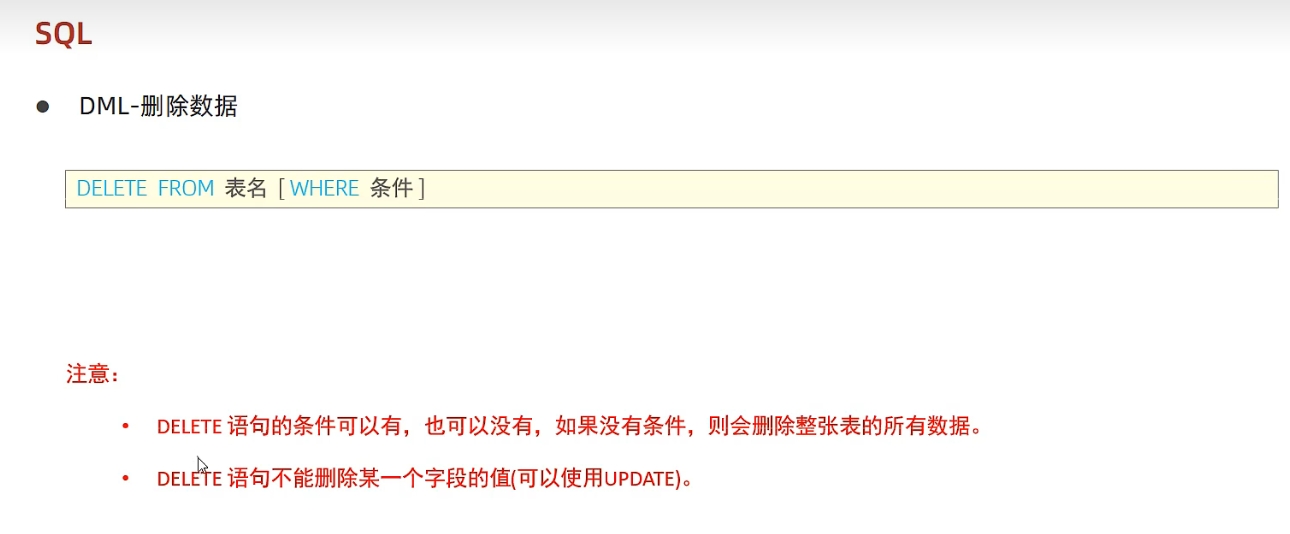 SQL
DML-删除数据
DELETE FROM 表名 [ WHERE 条件 ]
注意：
DELETE 语句的条件可以有，也可以没有，如果没有条件，则会删除整张表的所有数据。
DELETE 语句不能删除某一个字段的值(可以使用UPDATE)。